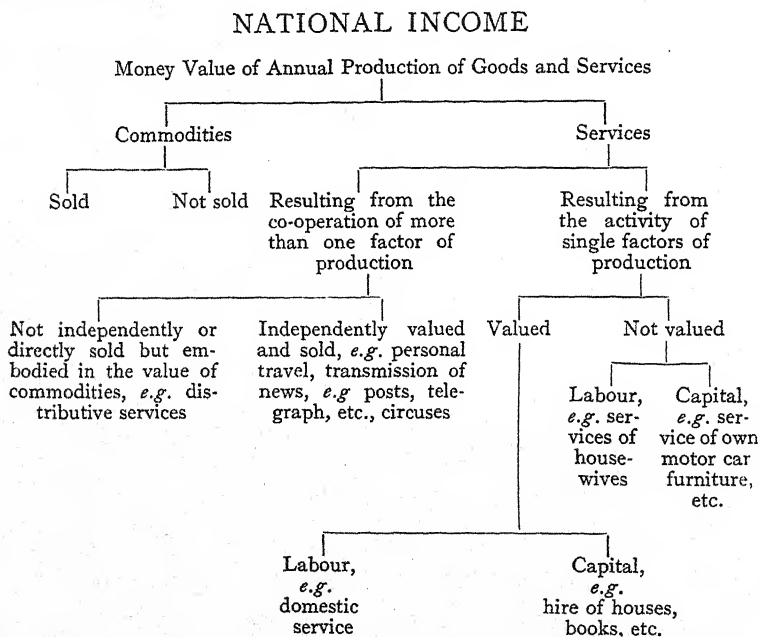 NATIONAL INCOME
Money Value of Annual Production of Goods and Services
Commodities
Services
Sold
Not sold
Resulting from the
co-operation of more
than one factor of
production
Resulting from
the activity of
single factors of
production
Not independently or
directly sold but em-
bodied in the value of
commodities, e.g. dis-
tributive services
Independently valued
and sold, e.g. personal
travel, transmission of
news, e.g posts, tele-
graph, etc., circuses
Valued
Not valued
Labour,
e.g. ser-
vices of
house-
wives
Capital,
e.g. ser-
vice of own
motor car
furniture,
etc.
Labour,
e.g.
domestic
service
Capital,
e.g.
hire of houses,
books, etc.